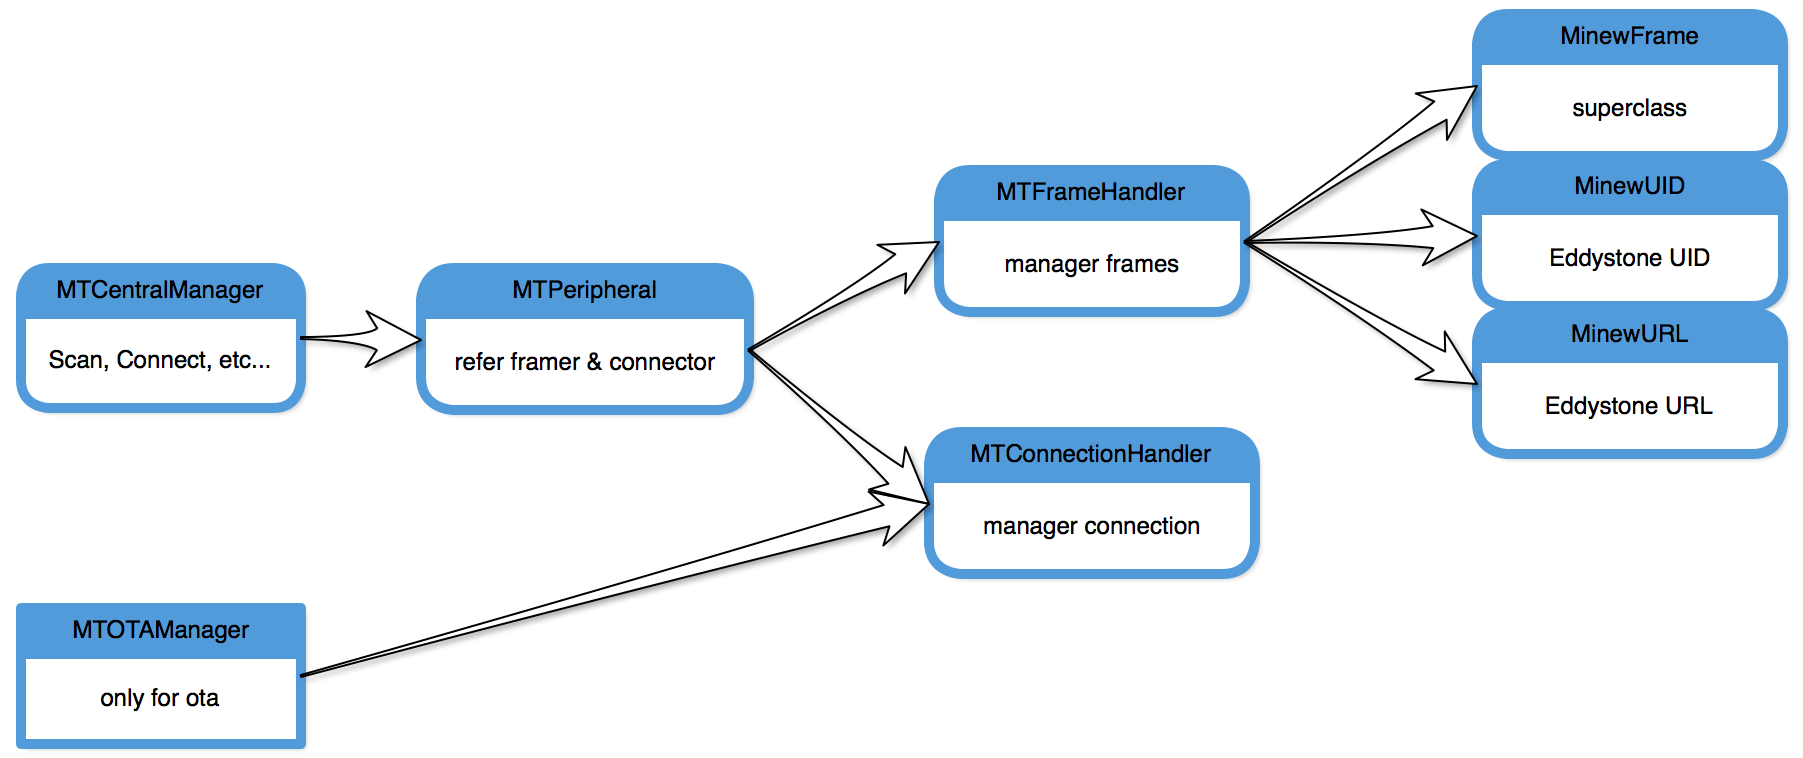 MinewFrame
superclass
MTFrameHandler
manager frames
MinewUID
Eddystone UID
MTCentralManager
Scan, Connect, etc...
MTPeripheral
refer framer & connector
MinewURL
Eddystone URL
MTConnectionHandler
manager connection
MTOTAManager
only for ota